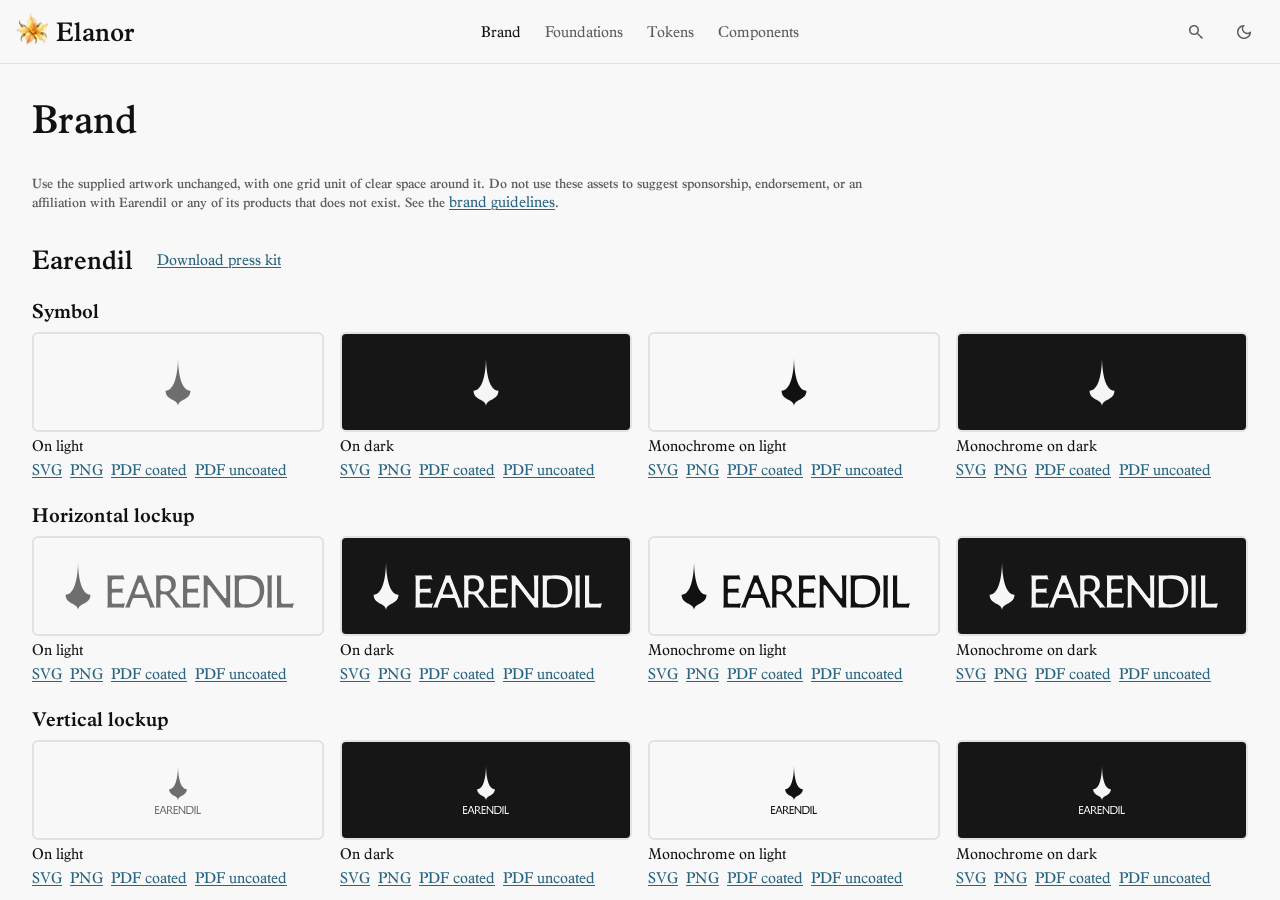 Elanor
Brand Foundations Tokens Components
Brand
Use the supplied artwork unchanged, with one grid unit of clear space around it. Do not use these assets to suggest sponsorship, endorsement, or an
affiliation with Earendil or any of its products that does not exist. See the brand guidelines.
Earendil Download press kit
Symbol
On light On dark Monochrome on light Monochrome on dark
SVG PNG PDF coated PDF uncoated SVG PNG PDF coated PDF uncoated SVG PNG PDF coated PDF uncoated SVG PNG PDF coated PDF uncoated
Horizontal lockup
EARENDIL EARENDIL EARENDIL EARENDIL
On light On dark Monochrome on light Monochrome on dark
SVG PNG PDF coated PDF uncoated SVG PNG PDF coated PDF uncoated SVG PNG PDF coated PDF uncoated SVG PNG PDF coated PDF uncoated
Vertical lockup
EARENDIL EARENDIL EARENDIL EARENDIL
On light On dark Monochrome on light Monochrome on dark
SVG PNG PDF coated PDF uncoated SVG PNG PDF coated PDF uncoated SVG PNG PDF coated PDF uncoated SVG PNG PDF coated PDF uncoated